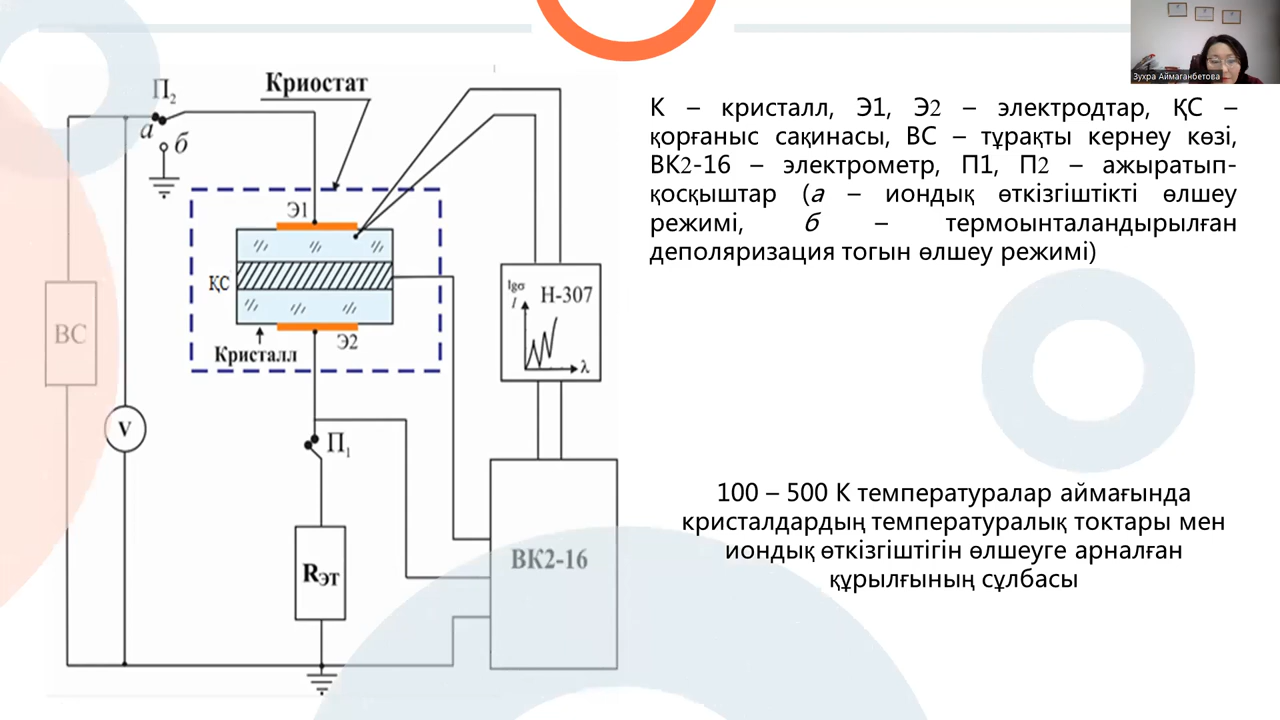 Зухра Аймаганбетова
П₂
Криостат
а
б
Э1
ҚС
Э2
Кристалл
ВС
V
П₁
Rэт
lgσ
I
Н-307
λ
ВК2-16
К – кристалл, Э1, Э2 – электродтар, ҚС –
қорғаныс сақинасы, ВС – тұрақты кернеу көзі,
ВК2-16 – электрометр, П1, П2 – ажыратып-
қосқыштар (а – иондық өткізгіштікті өлшеу
режимі, б – термоынталандырылған
деполяризация тогын өлшеу режимі)
100 – 500 К температуралар аймағында
кристалдардың температуралық токтары мен
иондық өткізгіштігін өлшеуге арналған
құрылғының сұлбасы